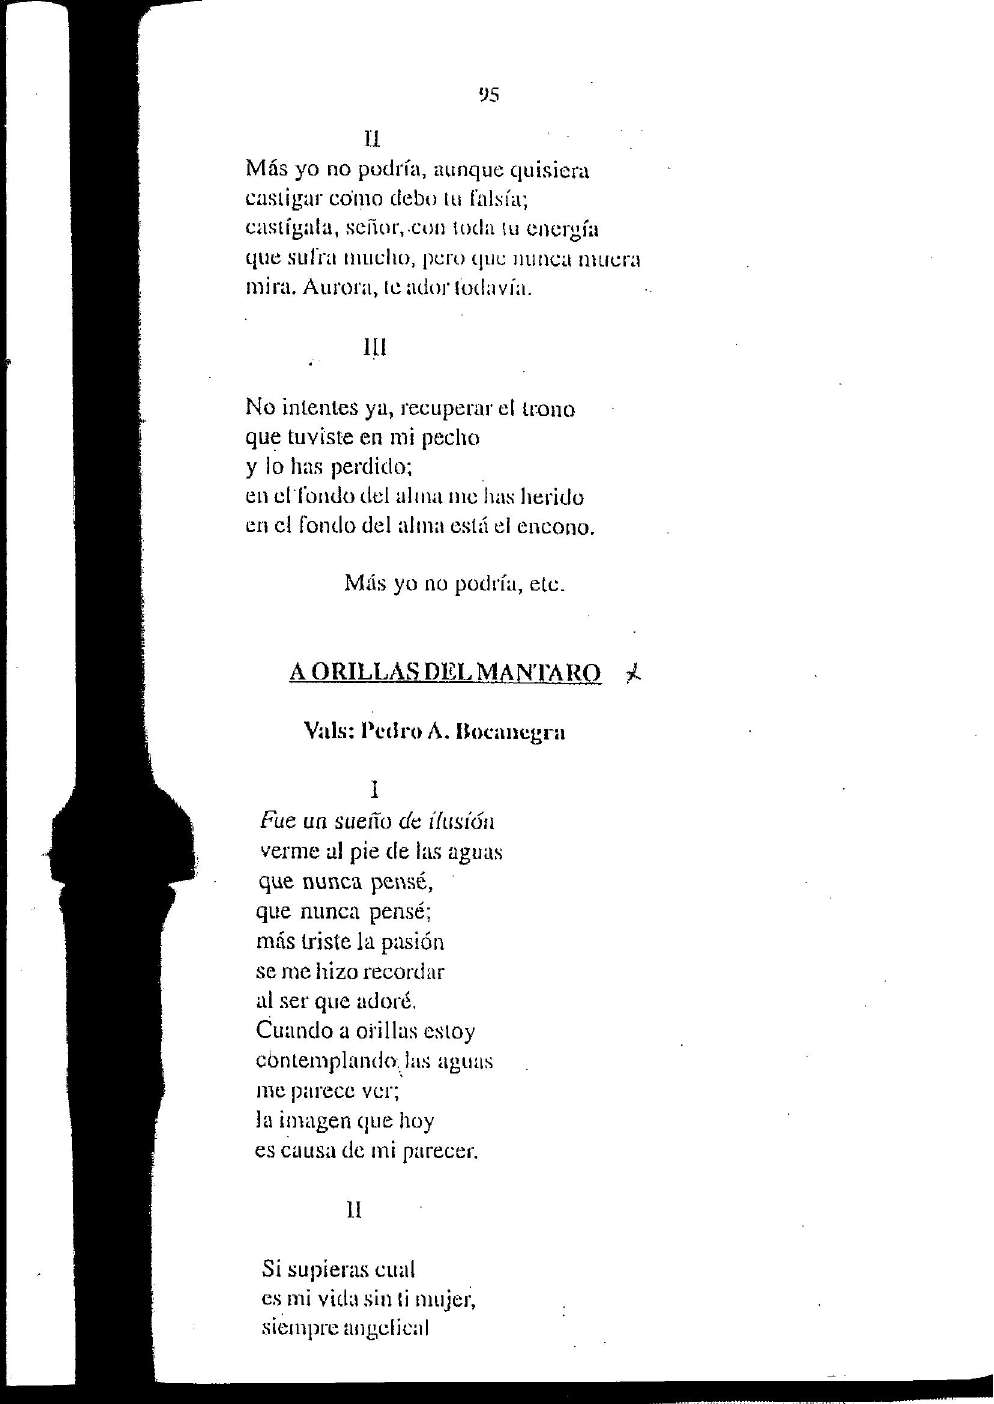 95
II
Más yo no podría, aunque quisiera
castigar como debo tu falsía;
castígala, señor, con toda tu energía
que sufra mucho, pero que nunca muera
mira. Aurora, te ador todavía.
III
No intentes ya, recuperar el trono
que tuviste en mi pecho
y lo has perdido;
en el fondo del alma me has herido
en el fondo del alma está el encono.
Más yo no podría, etc.
A ORILLAS DEL MANTARO
Vals: Pedro A. Bocanegra
I
Fue un sueño de ilusión
verme al pie de las aguas
que nunca pensé,
que nunca pensé;
más triste la pasión
se me hizo recordar
al ser que adoré.
Cuando a orillas estoy
contemplando las aguas
me parece ver;
la imagen que hoy
es causa de mi parecer.
II
Si supieras cual
es mi vida sin ti mujer,
siempre angelical